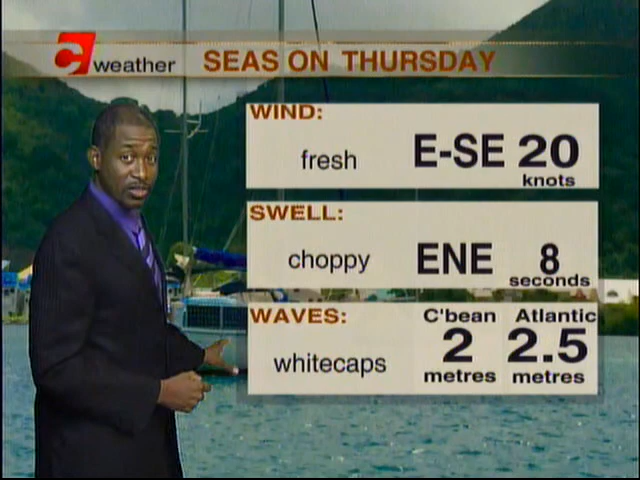 C weather
SEAS ON THURSDAY
WIND:
fresh E-SE 20
knots
SWELL:
choppy ENE 8
seconds
WAVES: C'bean Atlantic
whitecaps 2 2.5
metres metres